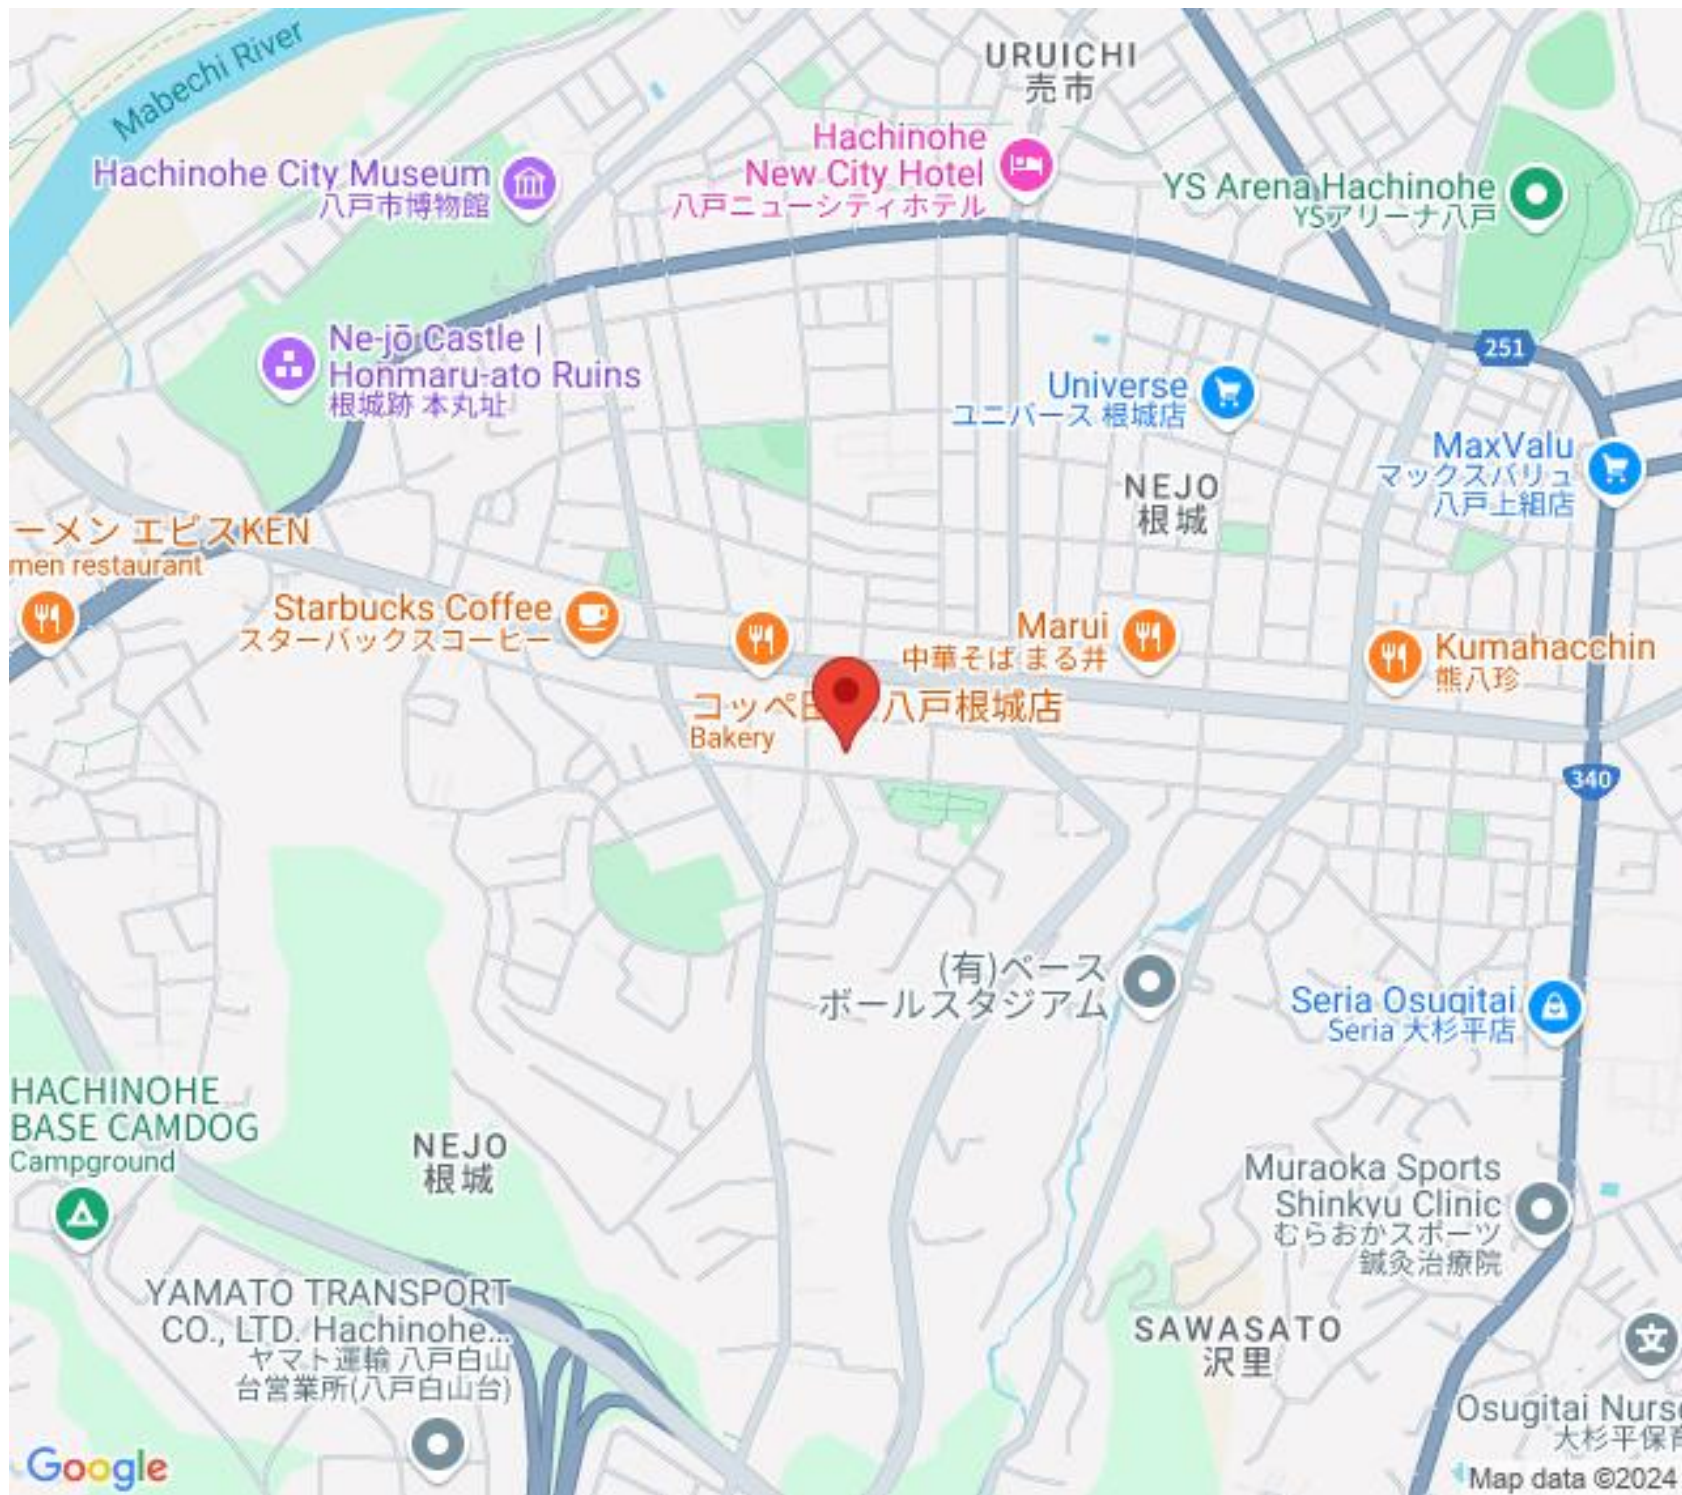 Mabechi River
URUICHI
売市
Hachinohe
New City Hotel
八戸ニューシティホテル
Hachinohe City Museum
八戸市博物館
YS Arena Hachinohe
YSアリーナ八戸
Ne-jō Castle |
Honmaru-ato Ruins
根城跡 本丸址
251
Universe
ユニバース 根城店
MaxValu
マックスバリュ
八戸上組店
NEJO
根城
ーメン エビスKEN
men restaurant
Starbucks Coffee
スターバックスコーヒー
Marui
中華そば まる井
Kumahacchin
熊八珍
コッペ
八戸根城店
Bakery
340
(有)ベース
ボールスタジアム
Seria Osugitai
Seria 大杉平店
HACHINOHE
BASE CAMDOG
Campground
NEJO
根城
Muraoka Sports
Shinkyu Clinic
むらおかスポーツ
鍼灸治療院
YAMATO TRANSPORT
CO., LTD. Hachinohe...
ヤマト運輸 八戸白山
台営業所(八戸白山台)
SAWASATO
沢里
文
Osugitai Nurs
大杉平保
Google
Map data ©2024